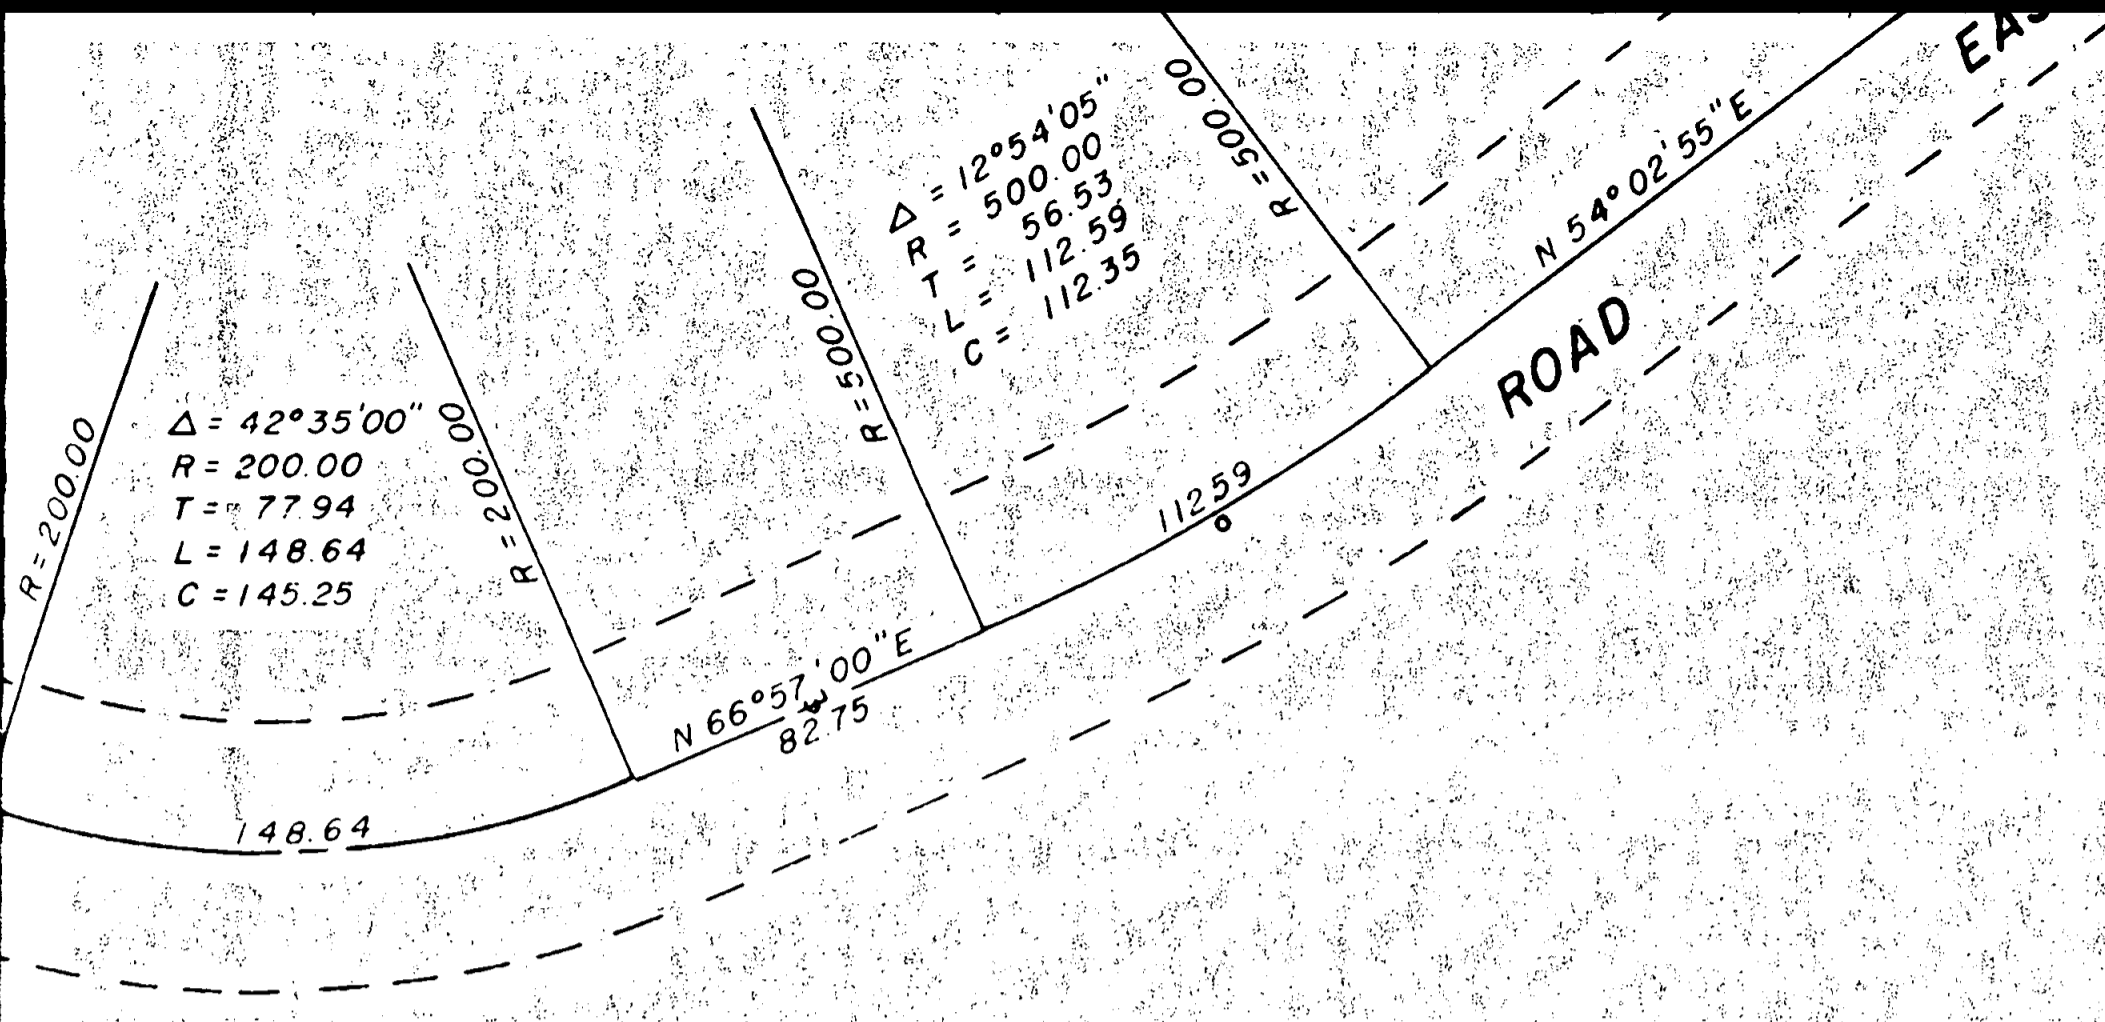 R=200.00
Δ = 42°35'00"
R = 200.00
T = 77.94
L = 148.64
C = 145.25
R=200.00
148.64
N 66°57'00"E
82.75
R=500.00
Δ = 12°54'05"
R = 500.00
T = 56.53
L = 112.59
C = 112.35
R=500.00
112.59
N 54°02'55"E
ROAD